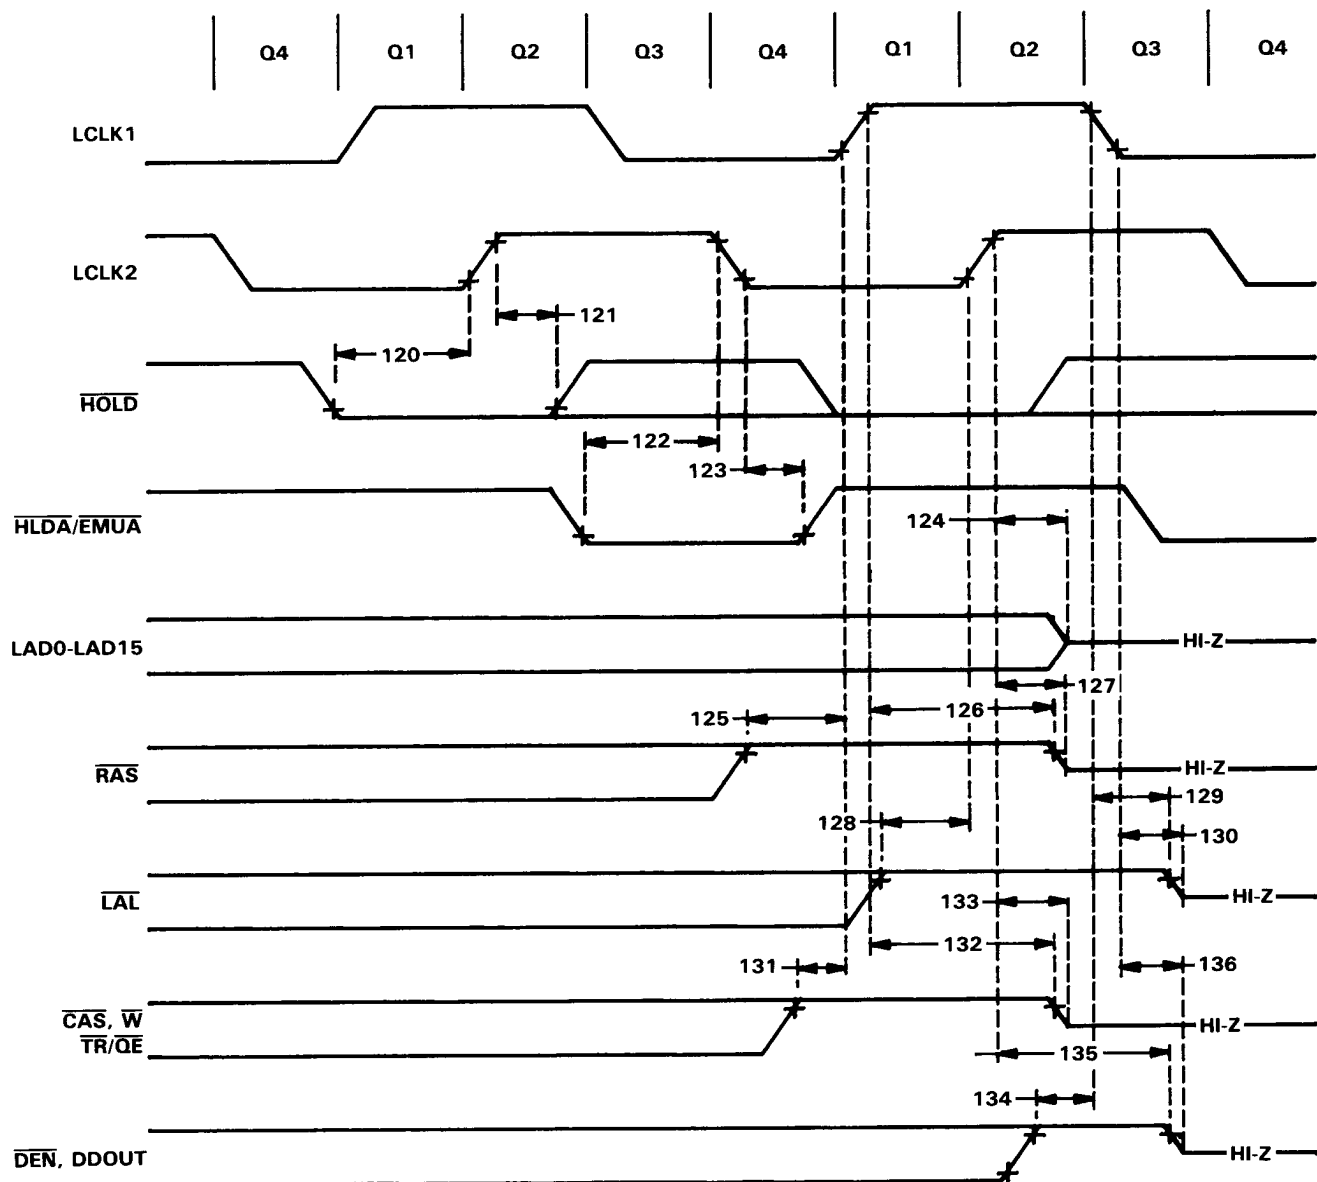 Q4 Q1 Q2 Q3 Q4 Q1 Q2 Q3 Q4
LCLK1
LCLK2
121
120
HOLD
122
123
HLDA/EMUA
124
LAD0-LAD15
HI-Z
127
126
125
RAS
HI-Z
129
128
130
LAL
HI-Z
133
132
131
136
CAS, W
TR/QE
HI-Z
135
134
DEN, DDOUT
HI-Z